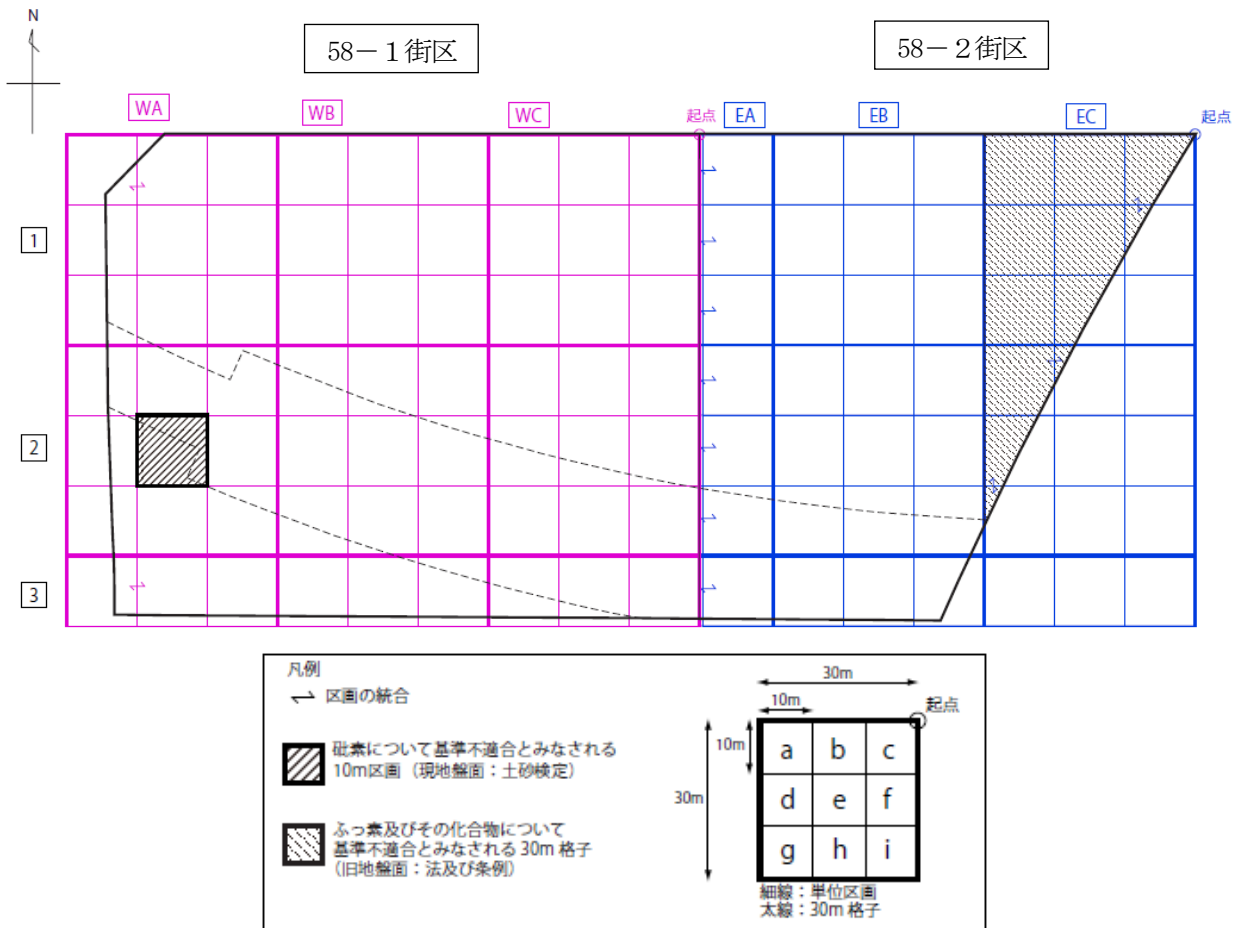 N
58－1街区
58－２街区
WA
WB
WC
起点
EA
EB
EC
起点
1
2
3
凡例
区画の統合
砒素について基準不適合とみなされる
10m区画（現地盤面：土砂検定）
ふっ素及びその化合物について
基準不適合とみなされる 30m 格子
（旧地盤面：法及び条例）
30m
10m
起点
10m
30m
a b c
d e f
g h i
細線：単位区画
太線：30m 格子